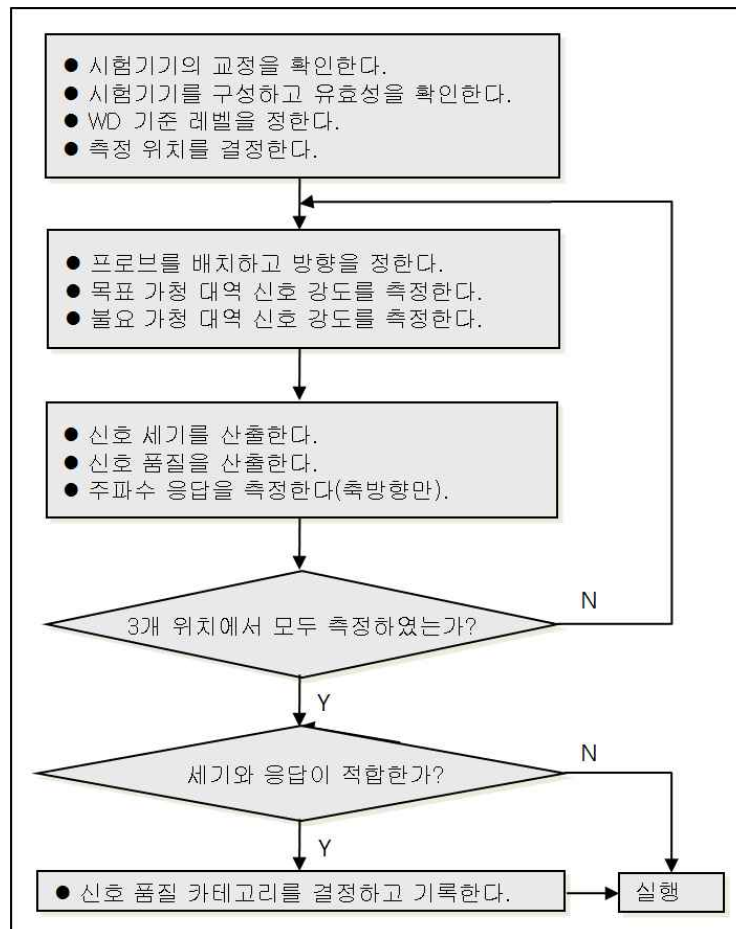 ● 시험기기의 교정을 확인한다.
● 시험기기를 구성하고 유효성을 확인한다.
● WD 기준 레벨을 정한다.
● 측정 위치를 결정한다.
● 프로브를 배치하고 방향을 정한다.
● 목표 가청 대역 신호 강도를 측정한다.
● 불요 가청 대역 신호 강도를 측정한다.
● 신호 세기를 산출한다.
● 신호 품질을 산출한다.
● 주파수 응답을 측정한다(축방향만).
3개 위치에서 모두 측정하였는가?
N
Y
세기와 응답이 적합한가?
N
Y
● 신호 품질 카테고리를 결정하고 기록한다.
실행